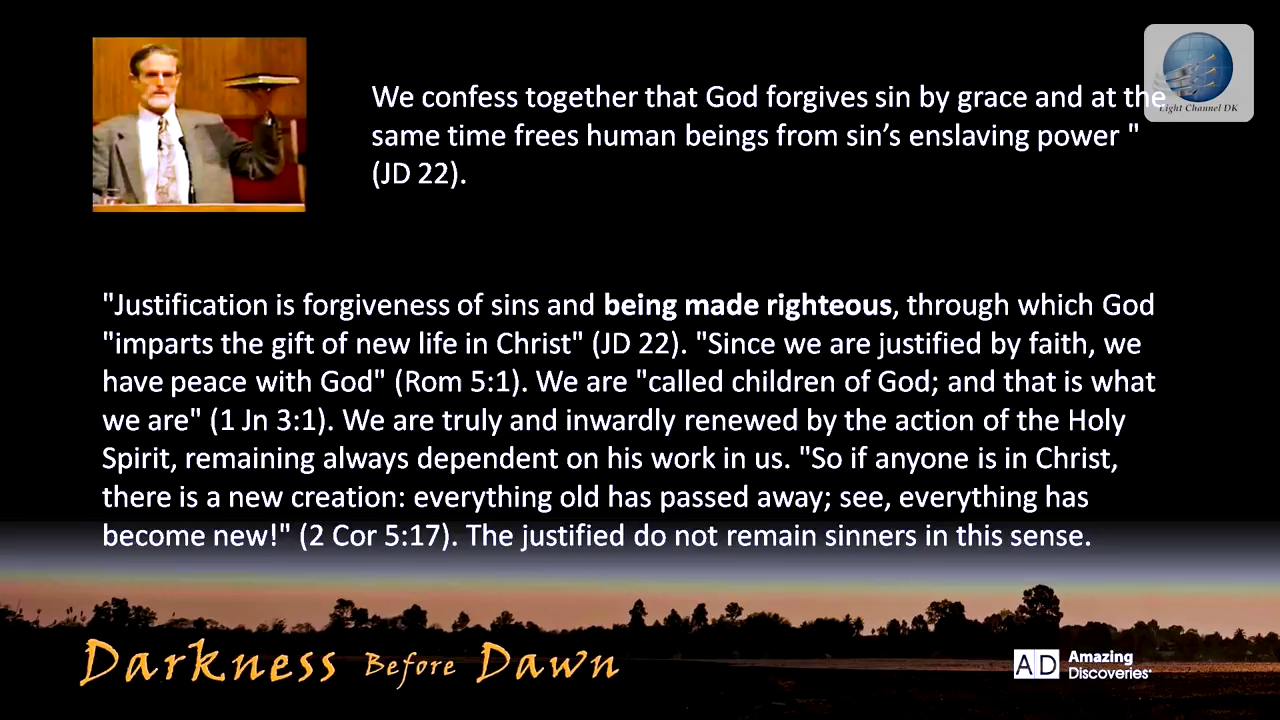 We confess together that God forgives sin by grace and at the
same time frees human beings from sin’s enslaving power "
(JD 22).
Light Channel DK
"Justification is forgiveness of sins and being made righteous, through which God
"imparts the gift of new life in Christ" (JD 22). "Since we are justified by faith, we
have peace with God" (Rom 5:1). We are "called children of God; and that is what
we are" (1 Jn 3:1). We are truly and inwardly renewed by the action of the Holy
Spirit, remaining always dependent on his work in us. "So if anyone is in Christ,
there is a new creation: everything old has passed away; see, everything has
become new!" (2 Cor 5:17). The justified do not remain sinners in this sense.
Darkness Before Dawn
AD Amazing
Discoveries